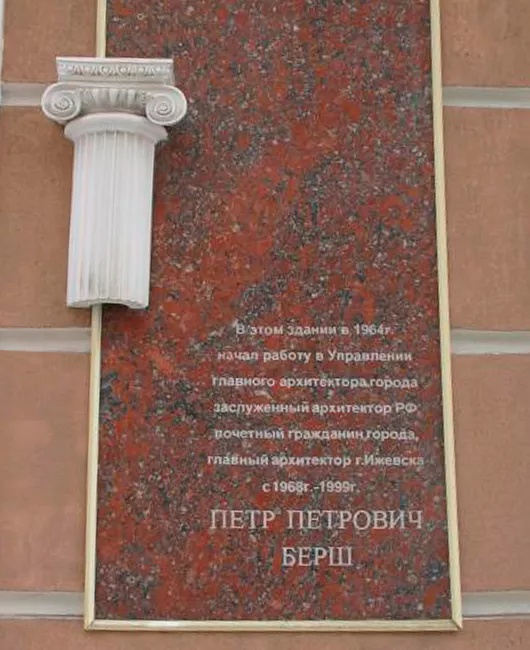 В этом здании в 1964г.
начал работу в Управлении
главного архитектора города
заслуженный архитектор РФ
почетный гражданин города,
главный архитектор г.Ижевска
с 1968г.-1999г.
ПЕТР ПЕТРОВИЧ
БЕРШ